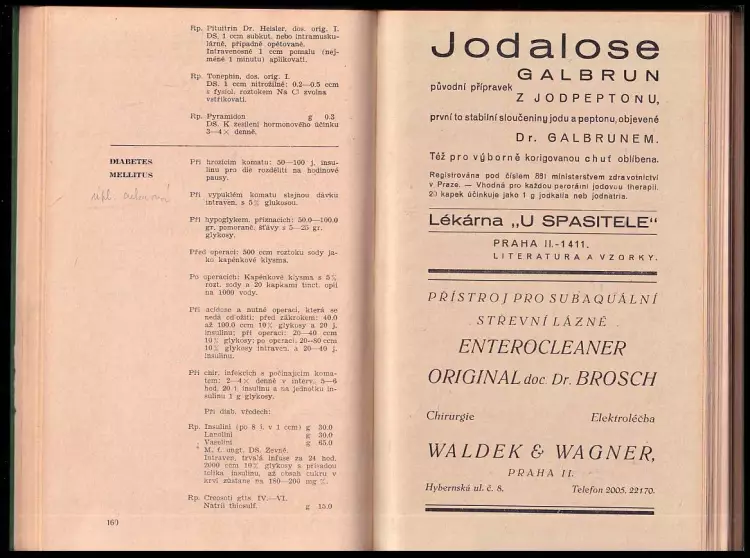 Rp. Pituitrin Dr. Heisler, dos. orig. I.
DS. 1 ccm subkut. nebo intramusku-
lárně, případně opětovaně.
Intravenosně 1 ccm pomalu (nej-
méně 1 minutu) aplikovati.
Rp. Tonephin, dos. orig. I.
DS. 1 ccm nitrožilně: 0.2—0.5 ccm
s fysiol. roztokem Na Cl zvolna
vstřikovati.
Rp. Pyramidon g 0.3
DS. K zesílení hormonového účinku
3—4× denně.
DIABETES
MELLITUS
Při hrozícím komatu: 50—100 j. insu-
linu pro die rozděliti na hodinové
pausy.
Při vypuklém komatu stejnou dávku
intraven. s 5% glukosou.
Při hypoglykem. příznacích: 50.0—100.0
gr. pomeranč. šťávy s 5—25 gr.
glykosy.
Před operací: 500 ccm roztoku sody ja-
ko kapénkové klysma.
Po operacích: Kapénkové klysma s 5%
rozt. sody a 20 kapkami tinct. opii
na 1000 vody.
Při acidose a nutné operaci, která se
nedá odložiti: před zákrokem: 40.0
až 100.0 ccm 10% glykosy a 20 j.
insulinu; při operaci: 20—40 ccm
10% glykosy; po operaci: 20—80 ccm
10% glykosy intraven. a 20—40 j.
insulinu.
Při chir. infekcích s počínajícím koma-
tem: 2—4× denně v interv. 5—6
hod. 20 j. insulinu a na jednotku in-
sulinu 1 g glykosy.
Při diab. vředech:
Rp. Insulini (po 8 j. v 1 ccm) g 30.0
Lanolini g 30.0
Vaselini g 65.0
M. f. ungt. DS. Zevně.
Intraven. trvalá infuse za 24 hod.
2000 ccm 10% glykosy s přísadou
tolika insulinu, až obsah cukru v
krvi zůstane na 180—200 mg %.
Rp. Creosoti gtts IV.—VI.
Natrii thiosulf. g 15.0
160
Jodalose
GALBRUN
původní přípravek
Z JODPEPTONU,
první to stabilní sloučeniny jodu a peptonu, objevené
Dr. GALBRUNEM.
Též pro výborně korigovanou chuť oblíbena.
Registrována pod číslem 881 ministerstvem zdravotnictví
v Praze. — Vhodná pro každou perorální jodovou therapii.
20 kapek účinkuje jako 1 g jodkalia neb jodnatria.
Lékárna „U SPASITELE“
PRAHA II.-1411.
LITERATURA A VZORKY.
PŘÍSTROJ PRO SUBAQUÁLNÍ
STŘEVNÍ LÁZNĚ
ENTEROCLEANER
ORIGINAL doc. Dr. BROSCH
Chirurgie Elektroléčba
WALDEK & WAGNER,
PRAHA II.
Hybernská ul. č. 8. Telefon 2005, 22170.